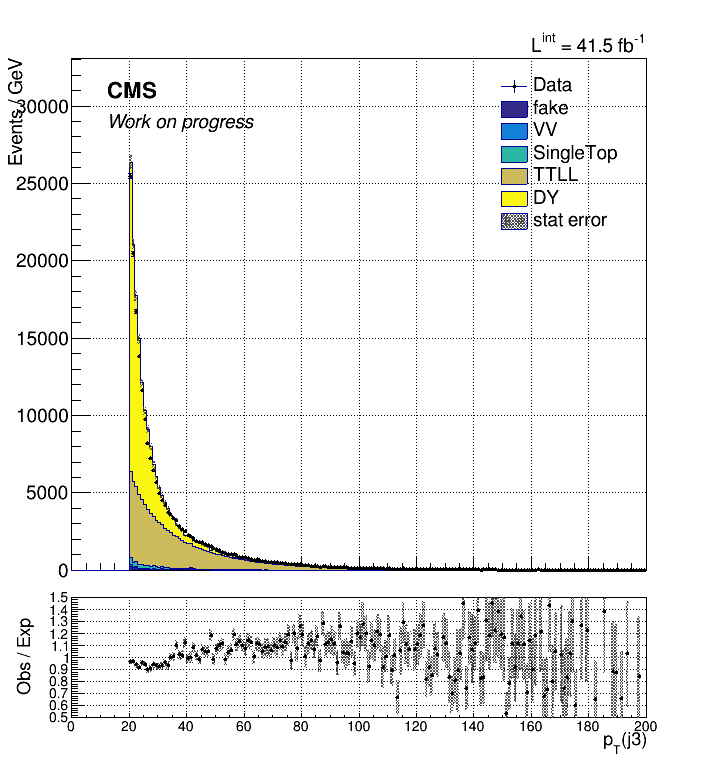 L^int = 41.5 fb^-1
Events / GeV
CMS
Work on progress
Data
fake
VV
SingleTop
TTLL
DY
stat error
30000
25000
20000
15000
10000
5000
0
Obs / Exp
1.5
1.4
1.3
1.2
1.1
1
0.9
0.8
0.7
0.6
0.5
0 20 40 60 80 100 120 140 160 180 200
p_T(j3)